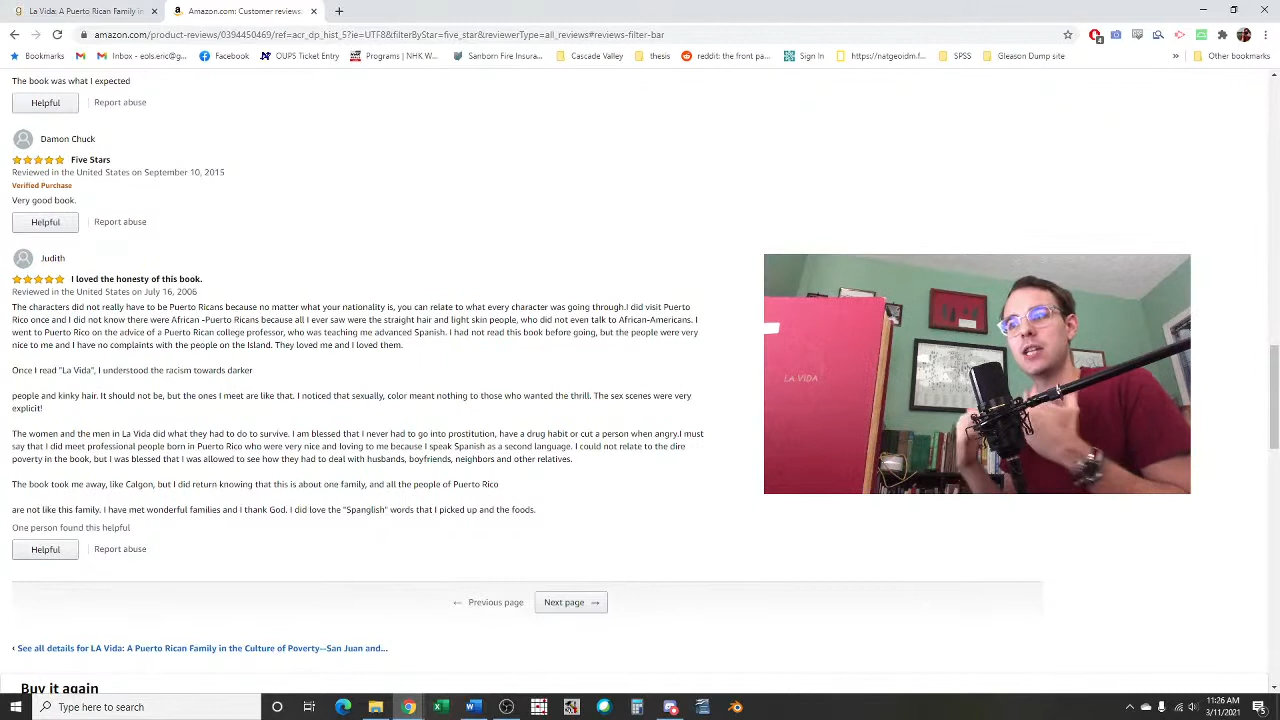 La Vida: A Puerto Rican Family in
Amazon.com: Customer reviews:
amazon.com/product-reviews/0394450469/ref=acr_dp_hist_5?ie=UTF8&filterByStar=five_star&reviewerType=all_reviews#reviews-filter-bar
Bookmarks
Gmail
Inbox - eols.eric@g...
Facebook
OUPS Ticket Entry
Programs | NHK W...
Sanborn Fire Insura...
Cascade Valley
thesis
reddit: the front pa...
Sign In
https://natgeoidm.f...
SPSS
Gleason Dump site
»
Other bookmarks
The book was what I expected
Helpful
Report abuse
Damon Chuck
Five Stars
Reviewed in the United States on September 10, 2015
Verified Purchase
Very good book.
Helpful
Report abuse
Judith
I loved the honesty of this book.
Reviewed in the United States on July 16, 2006
The characters did not really have to be Puerto Ricans because no matter what your nationality is, you can relate to what every character was going through.I did visit Puerto
Rico once and I did not know there were African -Puerto Ricans because all I ever saw were the straight hair and light skin people, who did not even talk to African-Americans. I
went to Puerto Rico on the advice of a Puerto Rican college professor, who was teaching me advanced Spanish. I had not read this book before going, but the people were very
nice to me and I have no complaints with the people on the Island. They loved me and I loved them.
Once I read "La Vida", I understood the racism towards darker
people and kinky hair. It should not be, but the ones I meet are like that. I noticed that sexually, color meant nothing to those who wanted the thrill. The sex scenes were very
explicit!
The women and the men in La Vida did what they had to do to survive. I am blessed that I never had to go into prostitution, have a drug habit or cut a person when angry.I must
say that I did meet professional people born in Puerto Rico who were very nice and loving to me because I speak Spanish as a second language. I could not relate to the dire
poverty in the book, but I was blessed that I was allowed to see how they had to deal with husbands, boyfriends, neighbors and other relatives.
The book took me away, like Calgon, but I did return knowing that this is about one family, and all the people of Puerto Rico
are not like this family. I have met wonderful families and I thank God. I did love the "Spanglish" words that I picked up and the foods.
One person found this helpful
Helpful
Report abuse
LA VIDA
← Previous page
Next page →
‹ See all details for LA Vida: A Puerto Rican Family in the Culture of Poverty--San Juan and...
Buy it again
Type here to search
11:26 AM
3/11/2021